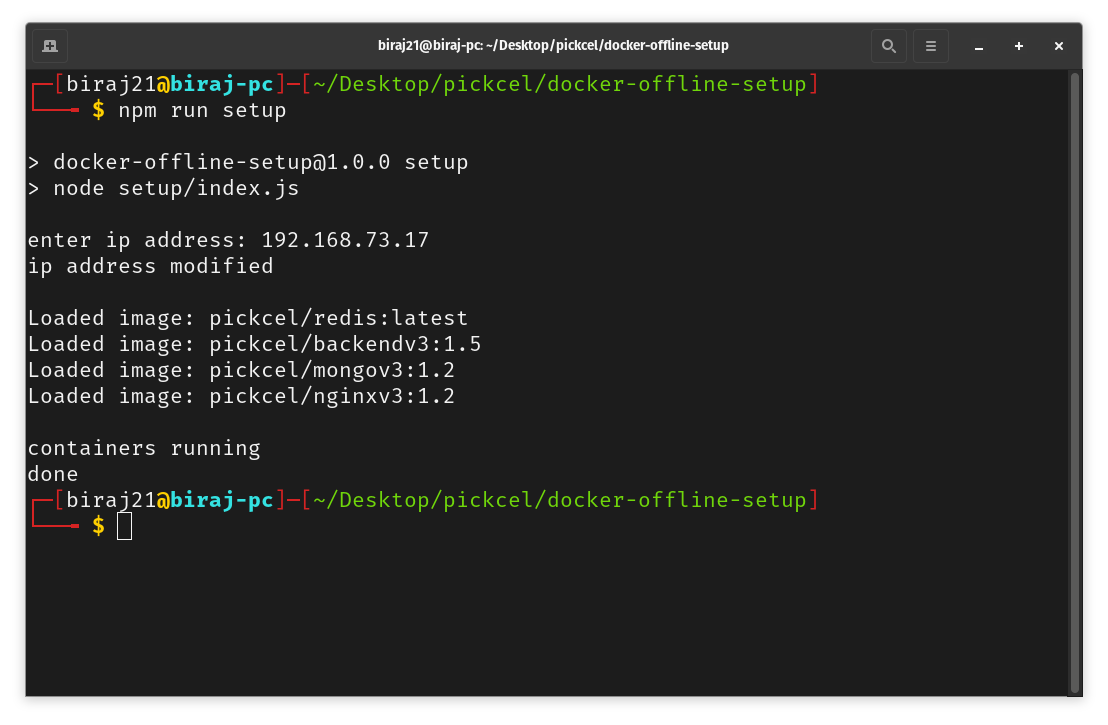 biraj21@biraj-pc: ~/Desktop/pickcel/docker-offline-setup
┌─[biraj21@biraj-pc]─[~/Desktop/pickcel/docker-offline-setup]
└──╼ $ npm run setup
> docker-offline-setup@1.0.0 setup
> node setup/index.js
enter ip address: 192.168.73.17
ip address modified
Loaded image: pickcel/redis:latest
Loaded image: pickcel/backendv3:1.5
Loaded image: pickcel/mongov3:1.2
Loaded image: pickcel/nginxv3:1.2
containers running
done
┌─[biraj21@biraj-pc]─[~/Desktop/pickcel/docker-offline-setup]
└──╼ $